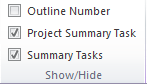 Outline Number
Project Summary Task
Summary Tasks
Show/Hide